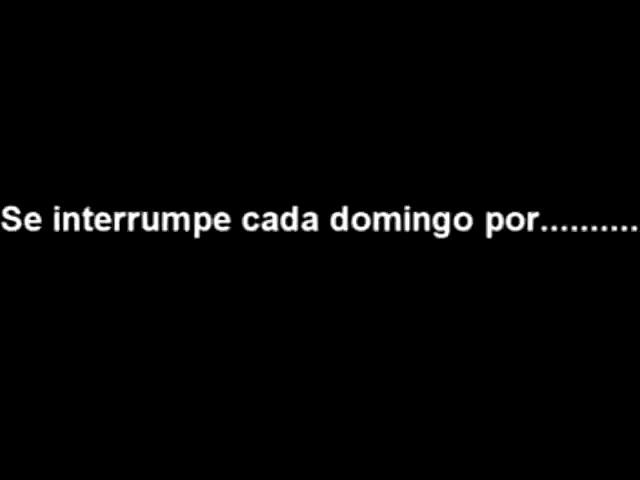 Se interrumpe cada domingo por..........